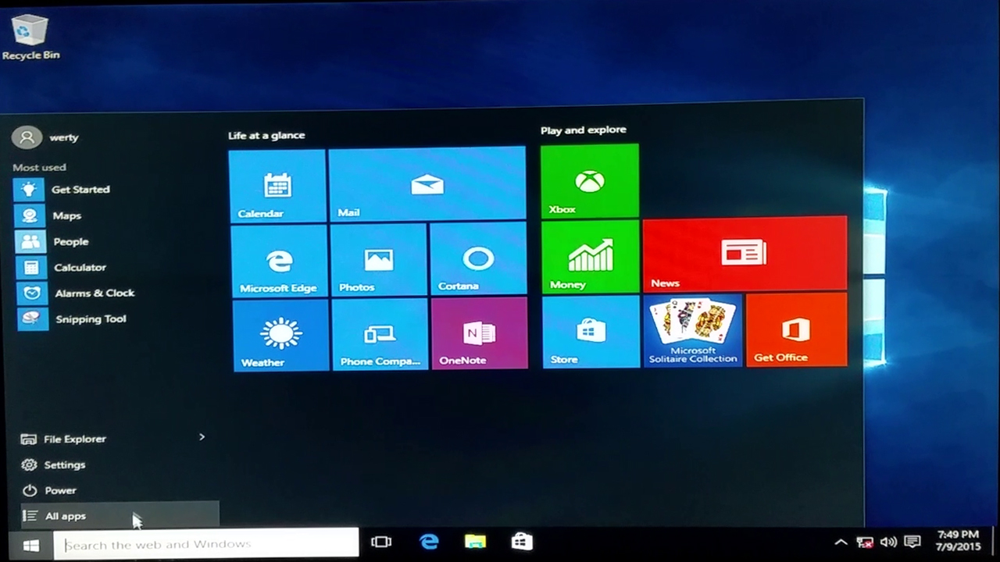 Recycle Bin
werty
Most used
Get Started
Maps
People
Calculator
Alarms & Clock
Snipping Tool
File Explorer
Settings
Power
All apps
Life at a glance
Calendar
Mail
Microsoft Edge
Photos
Cortana
Weather
Phone Compa...
OneNote
Play and explore
Xbox
Money
News
Store
Microsoft
Solitaire Collection
Get Office
Search the web and Windows
7:49 PM
7/9/2015